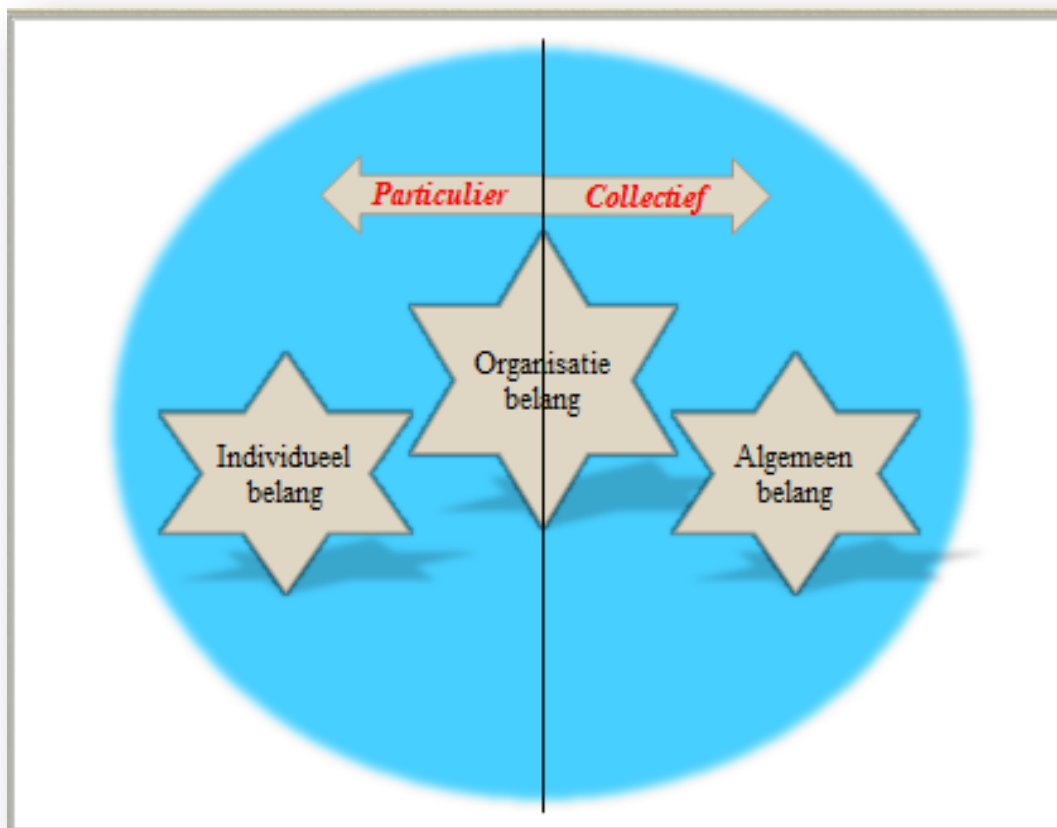 Particulier
Collectief
Organisatie
belang
Individueel
belang
Algemeen
belang